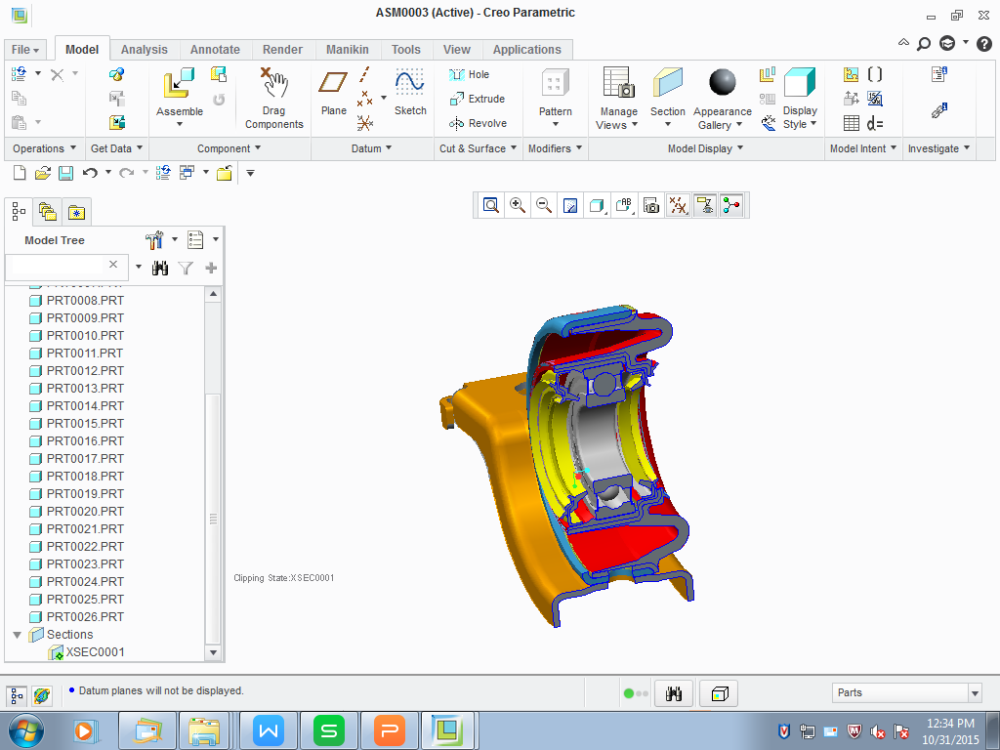 ASM0003 (Active) - Creo Parametric
File Model Analysis Annotate Render Manikin Tools View Applications
Assemble
Drag
Components
Plane
Sketch
Hole
Extrude
Revolve
Pattern
Manage
Views
Section
Appearance
Gallery
Display
Style
Operations Get Data Component Datum Cut & Surface Modifiers Model Display Model Intent Investigate
Model Tree
PRT0008.PRT
PRT0009.PRT
PRT0010.PRT
PRT0011.PRT
PRT0012.PRT
PRT0013.PRT
PRT0014.PRT
PRT0015.PRT
PRT0016.PRT
PRT0017.PRT
PRT0018.PRT
PRT0019.PRT
PRT0020.PRT
PRT0021.PRT
PRT0022.PRT
PRT0023.PRT
PRT0024.PRT
PRT0025.PRT
PRT0026.PRT
Sections
XSEC0001
Clipping State:XSEC0001
Datum planes will not be displayed.
Parts
W S P
12:34 PM
10/31/2015